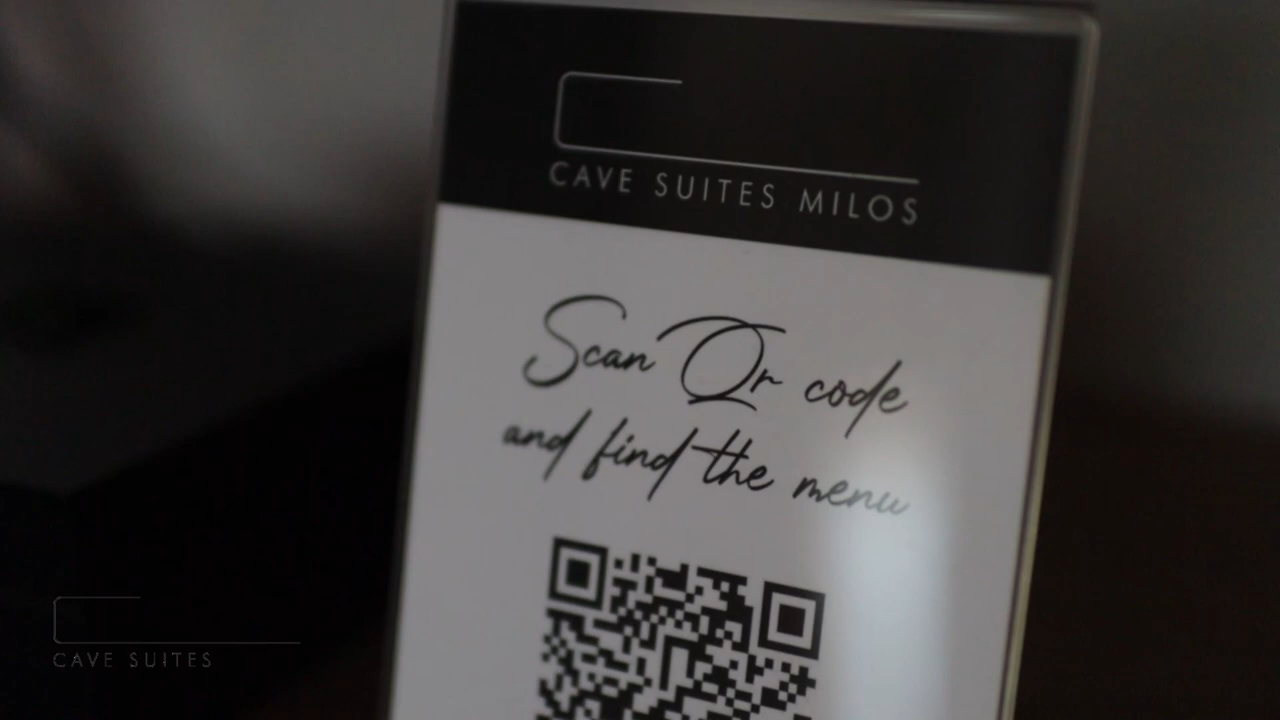 CAVE SUITES MILOS
Scan Qr code
and find the menu
CAVE SUITES